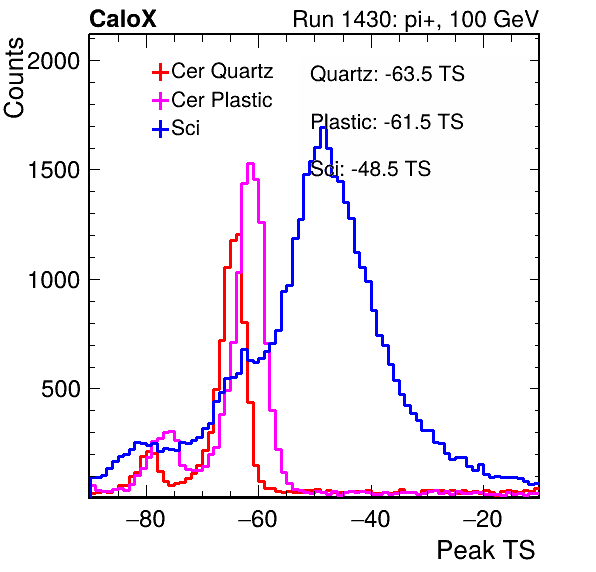 CaloX Run 1430: pi+, 100 GeV
Counts
2000
1500
1000
500
Cer Quartz
Cer Plastic
Sci
Quartz: -63.5 TS
Plastic: -61.5 TS
Sci: -48.5 TS
−80 −60 −40 −20
Peak TS